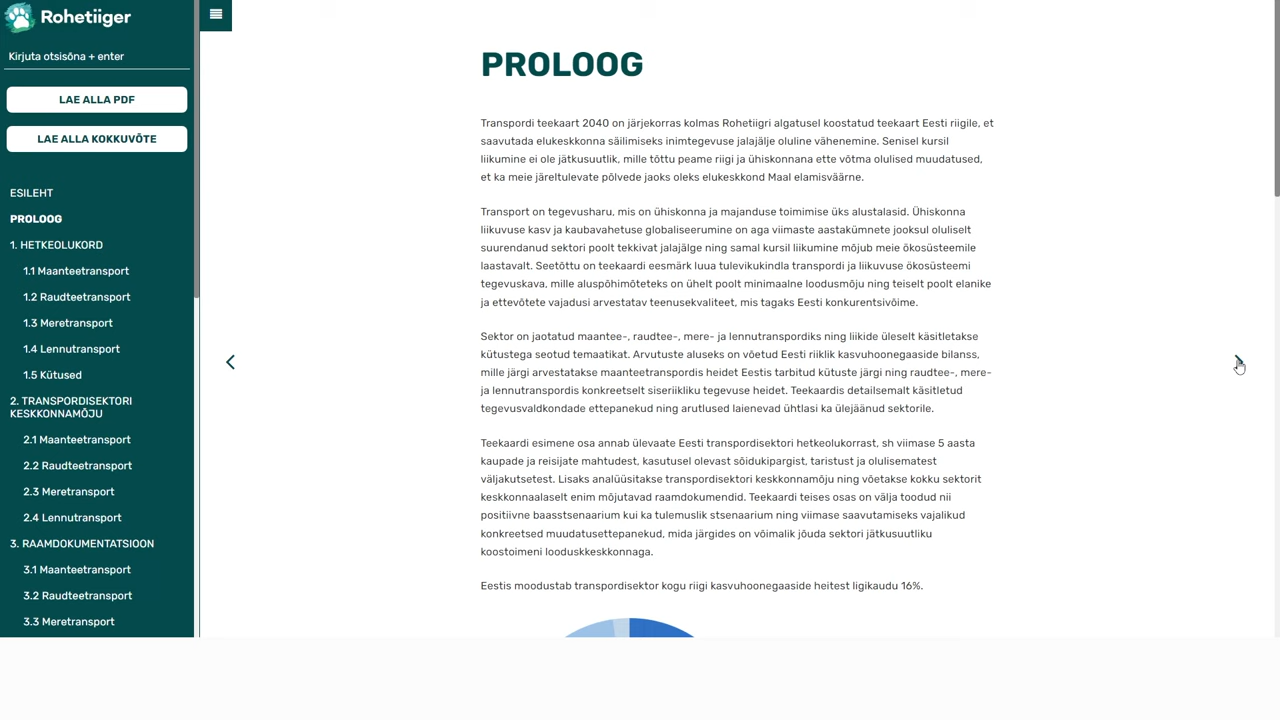 Rohetiiger
Kirjuta otsisõna + enter
LAE ALLA PDF
LAE ALLA KOKKUVÕTE
ESILEHT
PROLOOG
1. HETKEOLUKORD
1.1 Maanteetransport
1.2 Raudteetransport
1.3 Meretransport
1.4 Lennutransport
1.5 Kütused
2. TRANSPORDISEKTORI
KESKKONNAMÕJU
2.1 Maanteetransport
2.2 Raudteetransport
2.3 Meretransport
2.4 Lennutransport
3. RAAMDOKUMENTATSIOON
3.1 Maanteetransport
3.2 Raudteetransport
3.3 Meretransport
PROLOOG
Transpordi teekaart 2040 on järjekorras kolmas Rohetiigri algatusel koostatud teekaart Eesti riigile, et
saavutada elukeskkonna säilimiseks inimtegevuse jalajälje oluline vähenemine. Senisel kursil
liikumine ei ole jätkusuutlik, mille tõttu peame riigi ja ühiskonnana ette võtma olulised muudatused,
et ka meie järeltulevate põlvede jaoks oleks elukeskkond Maal elamisväärne.
Transport on tegevusharu, mis on ühiskonna ja majanduse toimimise üks alustalasid. Ühiskonna
liikuvuse kasv ja kaubavahetuse globaliseerumine on aga viimaste aastakümnete jooksul oluliselt
suurendanud sektori poolt tekkivat jalajälge ning samal kursil liikumine mõjub meie ökosüsteemile
laastavalt. Seetõttu on teekaardi eesmärk luua tulevikukindla transpordi ja liikuvuse ökosüsteemi
tegevuskava, mille aluspõhimõteteks on ühelt poolt minimaalne loodusmõju ning teiselt poolt elanike
ja ettevõtete vajadusi arvestatav teenusekvaliteet, mis tagaks Eesti konkurentsivõime.
Sektor on jaotatud maantee-, raudtee-, mere- ja lennutranspordiks ning liikide üleselt käsitletakse
kütustega seotud temaatikat. Arvutuste aluseks on võetud Eesti riiklik kasvuhoonegaaside bilanss,
mille järgi arvestatakse maanteetranspordis heidet Eestis tarbitud kütuste järgi ning raudtee-, mere-
ja lennutranspordis konkreetselt siseriikliku tegevuse heidet. Teekaardis detailsemalt käsitletud
tegevusvaldkondade ettepanekud ning arutlused laienevad ühtlasi ka ülejäänud sektorile.
Teekaardi esimene osa annab ülevaate Eesti transpordisektori hetkeolukorrast, sh viimase 5 aasta
kaupade ja reisijate mahtudest, kasutusel olevast sõidukipargist, taristust ja olulisematest
väljakutsetest. Lisaks analüüsitakse transpordisektori keskkonnamõju ning võetakse kokku sektorit
keskkonnaalaselt enim mõjutavad raamdokumendid. Teekaardi teises osas on välja toodud nii
positiivne baasstsenaarium kui ka tulemuslik stsenaarium ning viimase saavutamiseks vajalikud
konkreetsed muudatusettepanekud, mida järgides on võimalik jõuda sektori jätkusuutliku
koostoimeni looduskkeskkonnaga.
Eestis moodustab transpordisektor kogu riigi kasvuhoonegaaside heitest ligikaudu 16%.